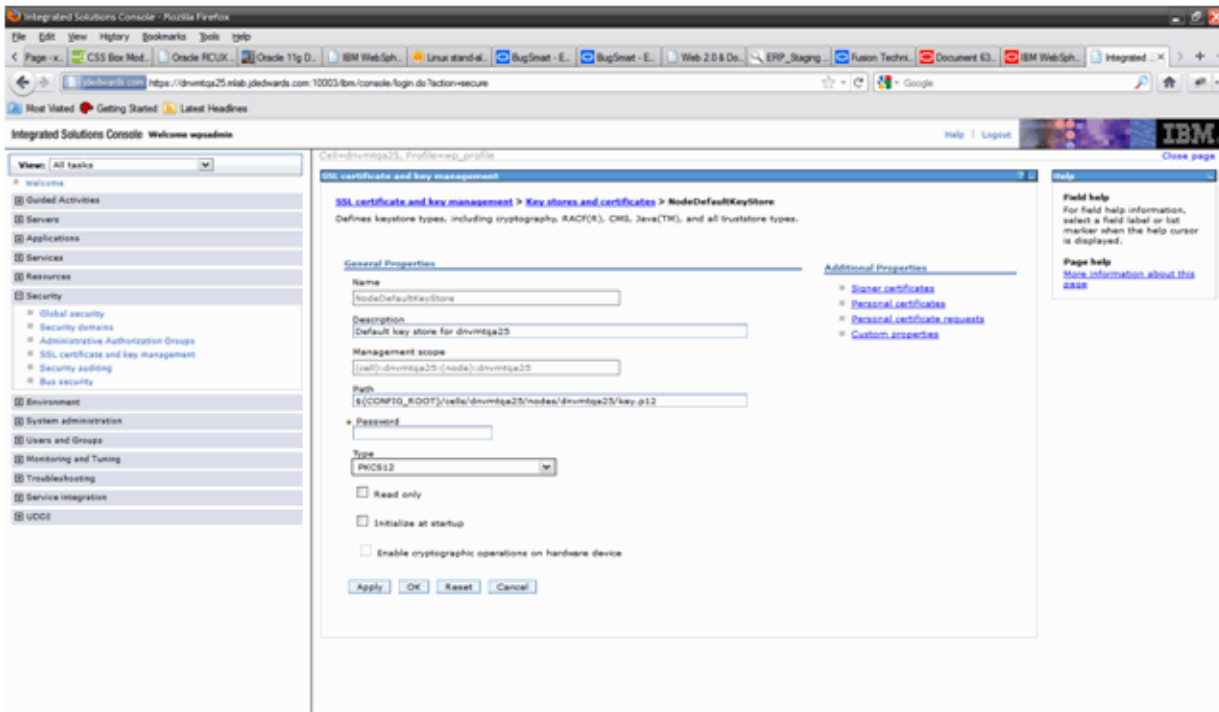 Integrated Solutions Console - Mozilla Firefox
File Edit View History Bookmarks Tools Help
Page - x... CSS Box Mod... Oracle RCUX... Oracle 11g D... IBM WebSph... Linux stand-al... BugSmart - E... BugSmart - E... Web 2.0 & Do... ERP_Staging... Fusion Techni... Document 63... IBM WebSph... Integrated ...
jdedwards.com https://dnvmtqa25.mlab.jdedwards.com:10003/ibm/console/login.do?action=secure Google
Most Visited Getting Started Latest Headlines
Integrated Solutions Console Welcome wpsadmin Help | Logout IBM
View: All tasks
Cell=dnvmtqa25, Profile=wp_profile Close page
Welcome
Guided Activities
Servers
Applications
Services
Resources
Security
Global security
Security domains
Administrative Authorization Groups
SSL certificate and key management
Security auditing
Bus security
Environment
System administration
Users and Groups
Monitoring and Tuning
Troubleshooting
Service integration
UDDI
SSL certificate and key management ? -
SSL certificate and key management > Key stores and certificates > NodeDefaultKeyStore
Defines keystore types, including cryptography, RACF(R), CMS, Java(TM), and all truststore types.
General Properties
Name
NodeDefaultKeyStore
Description
Default key store for dnvmtqa25
Management scope
(cell):dnvmtqa25:(node):dnvmtqa25
Path
${CONFIG_ROOT}/cells/dnvmtqa25/nodes/dnvmtqa25/key.p12
* Password
Type
PKCS12
Read only
Initialize at startup
Enable cryptographic operations on hardware device
Apply OK Reset Cancel
Additional Properties
Signer certificates
Personal certificates
Personal certificate requests
Custom properties
Help
Field help
For field help information,
select a field label or list
marker when the help cursor
is displayed.
Page help
More information about this
page